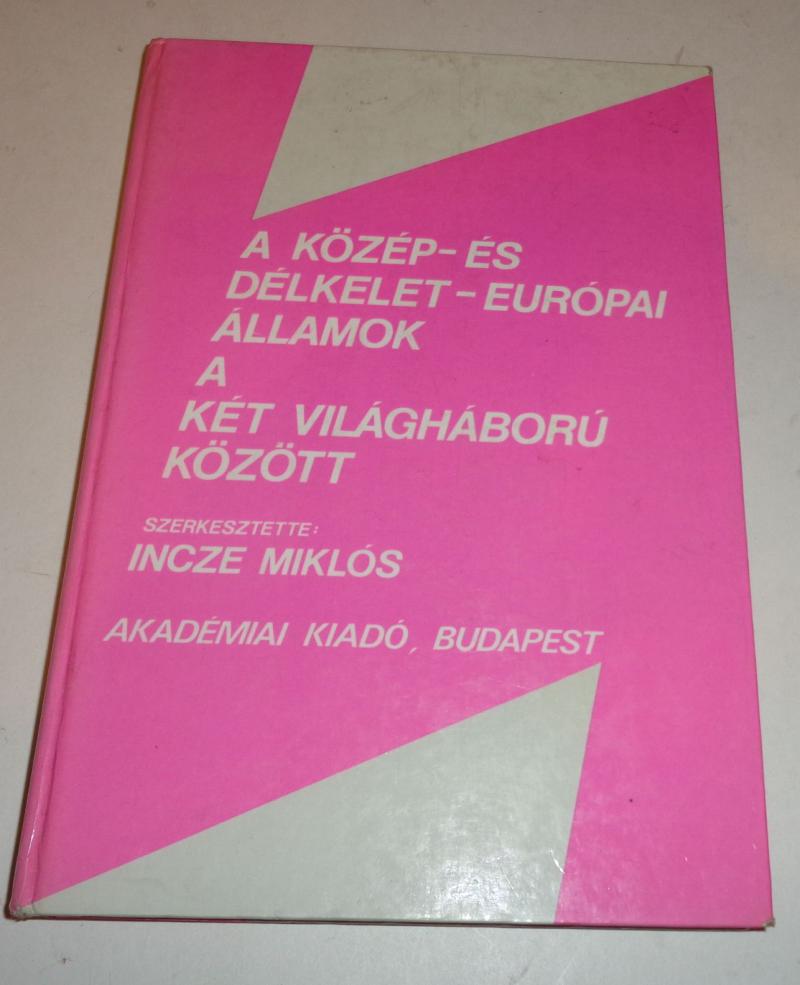 A KÖZÉP-ÉS
DÉLKELET-EURÓPAI
ÁLLAMOK
A
KÉT VILÁGHÁBORÚ
KÖZÖTT
SZERKESZTETTE:
INCZE MIKLÓS
AKADÉMIAI KIADÓ, BUDAPEST